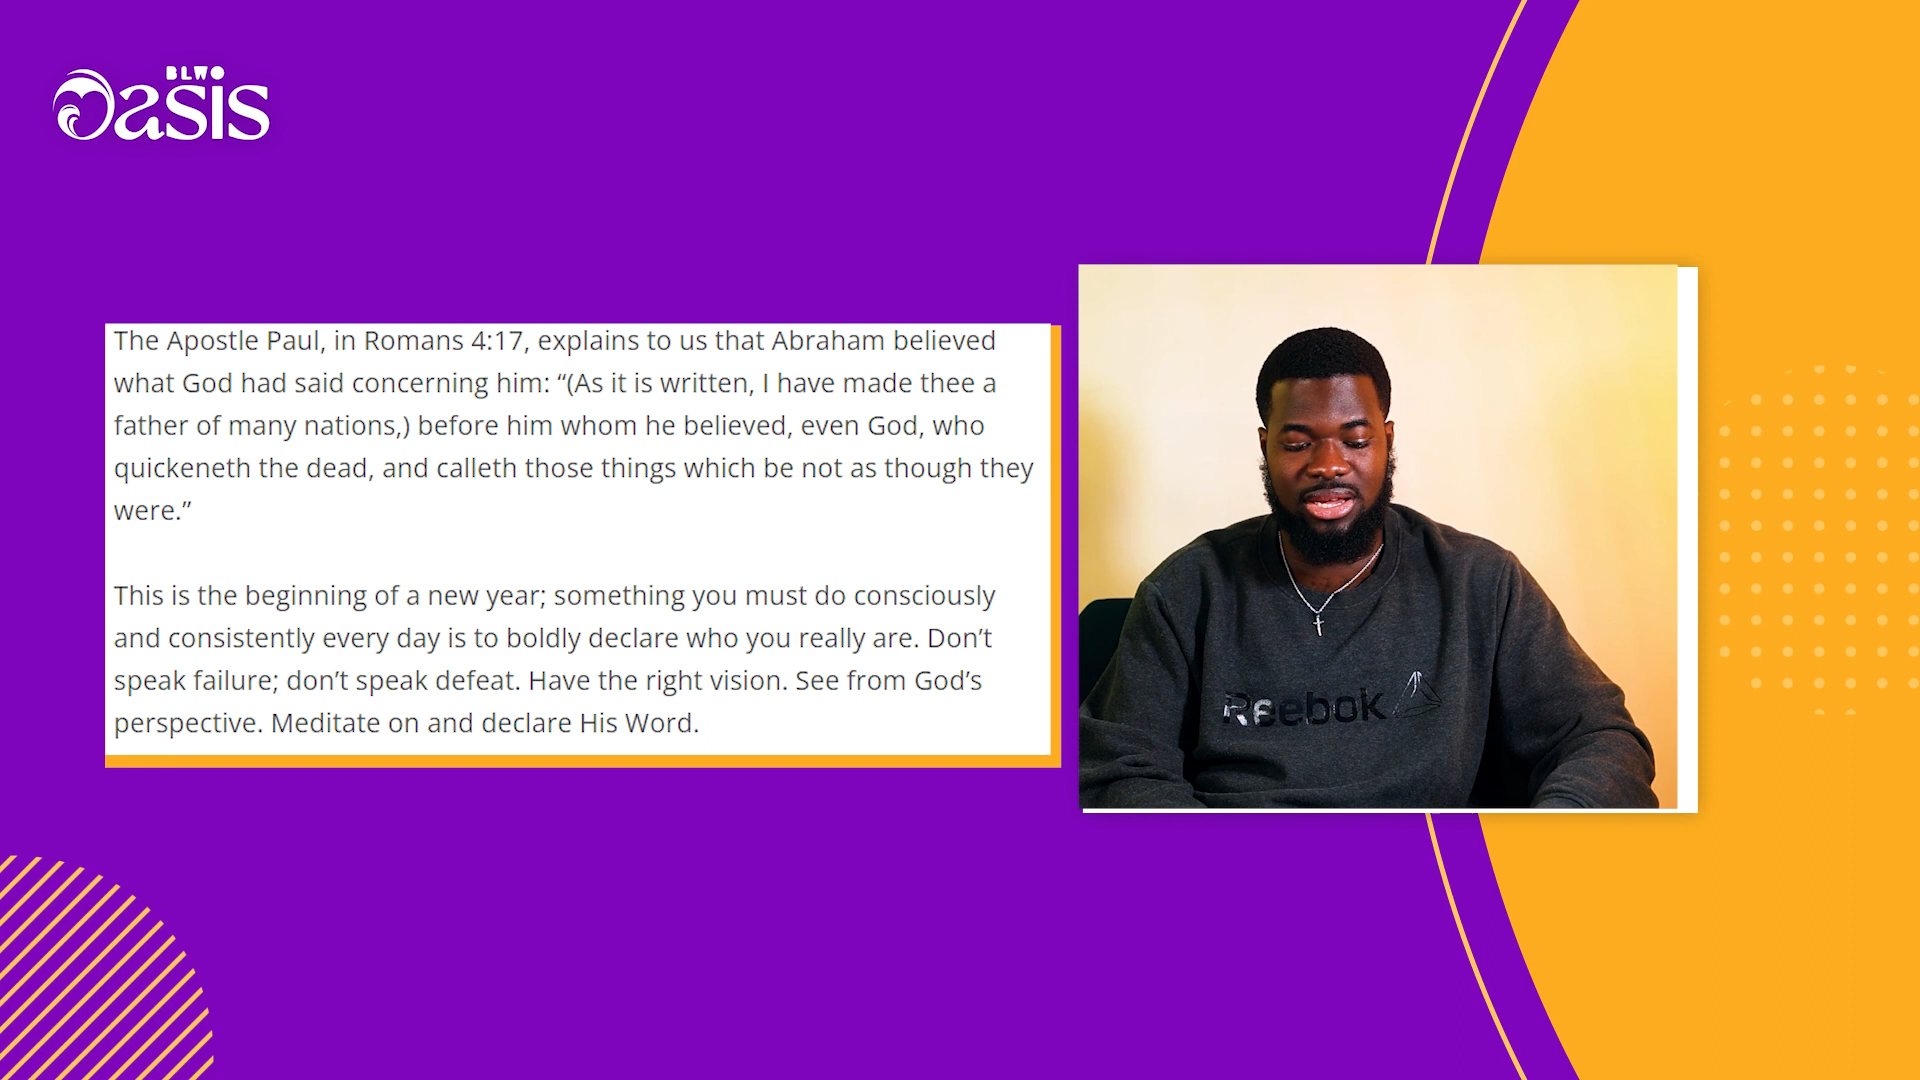 BLWO
Oasis
The Apostle Paul, in Romans 4:17, explains to us that Abraham believed
what God had said concerning him: “(As it is written, I have made thee a
father of many nations,) before him whom he believed, even God, who
quickeneth the dead, and calleth those things which be not as though they
were.”
This is the beginning of a new year; something you must do consciously
and consistently every day is to boldly declare who you really are. Don’t
speak failure; don’t speak defeat. Have the right vision. See from God’s
perspective. Meditate on and declare His Word.
Reebok